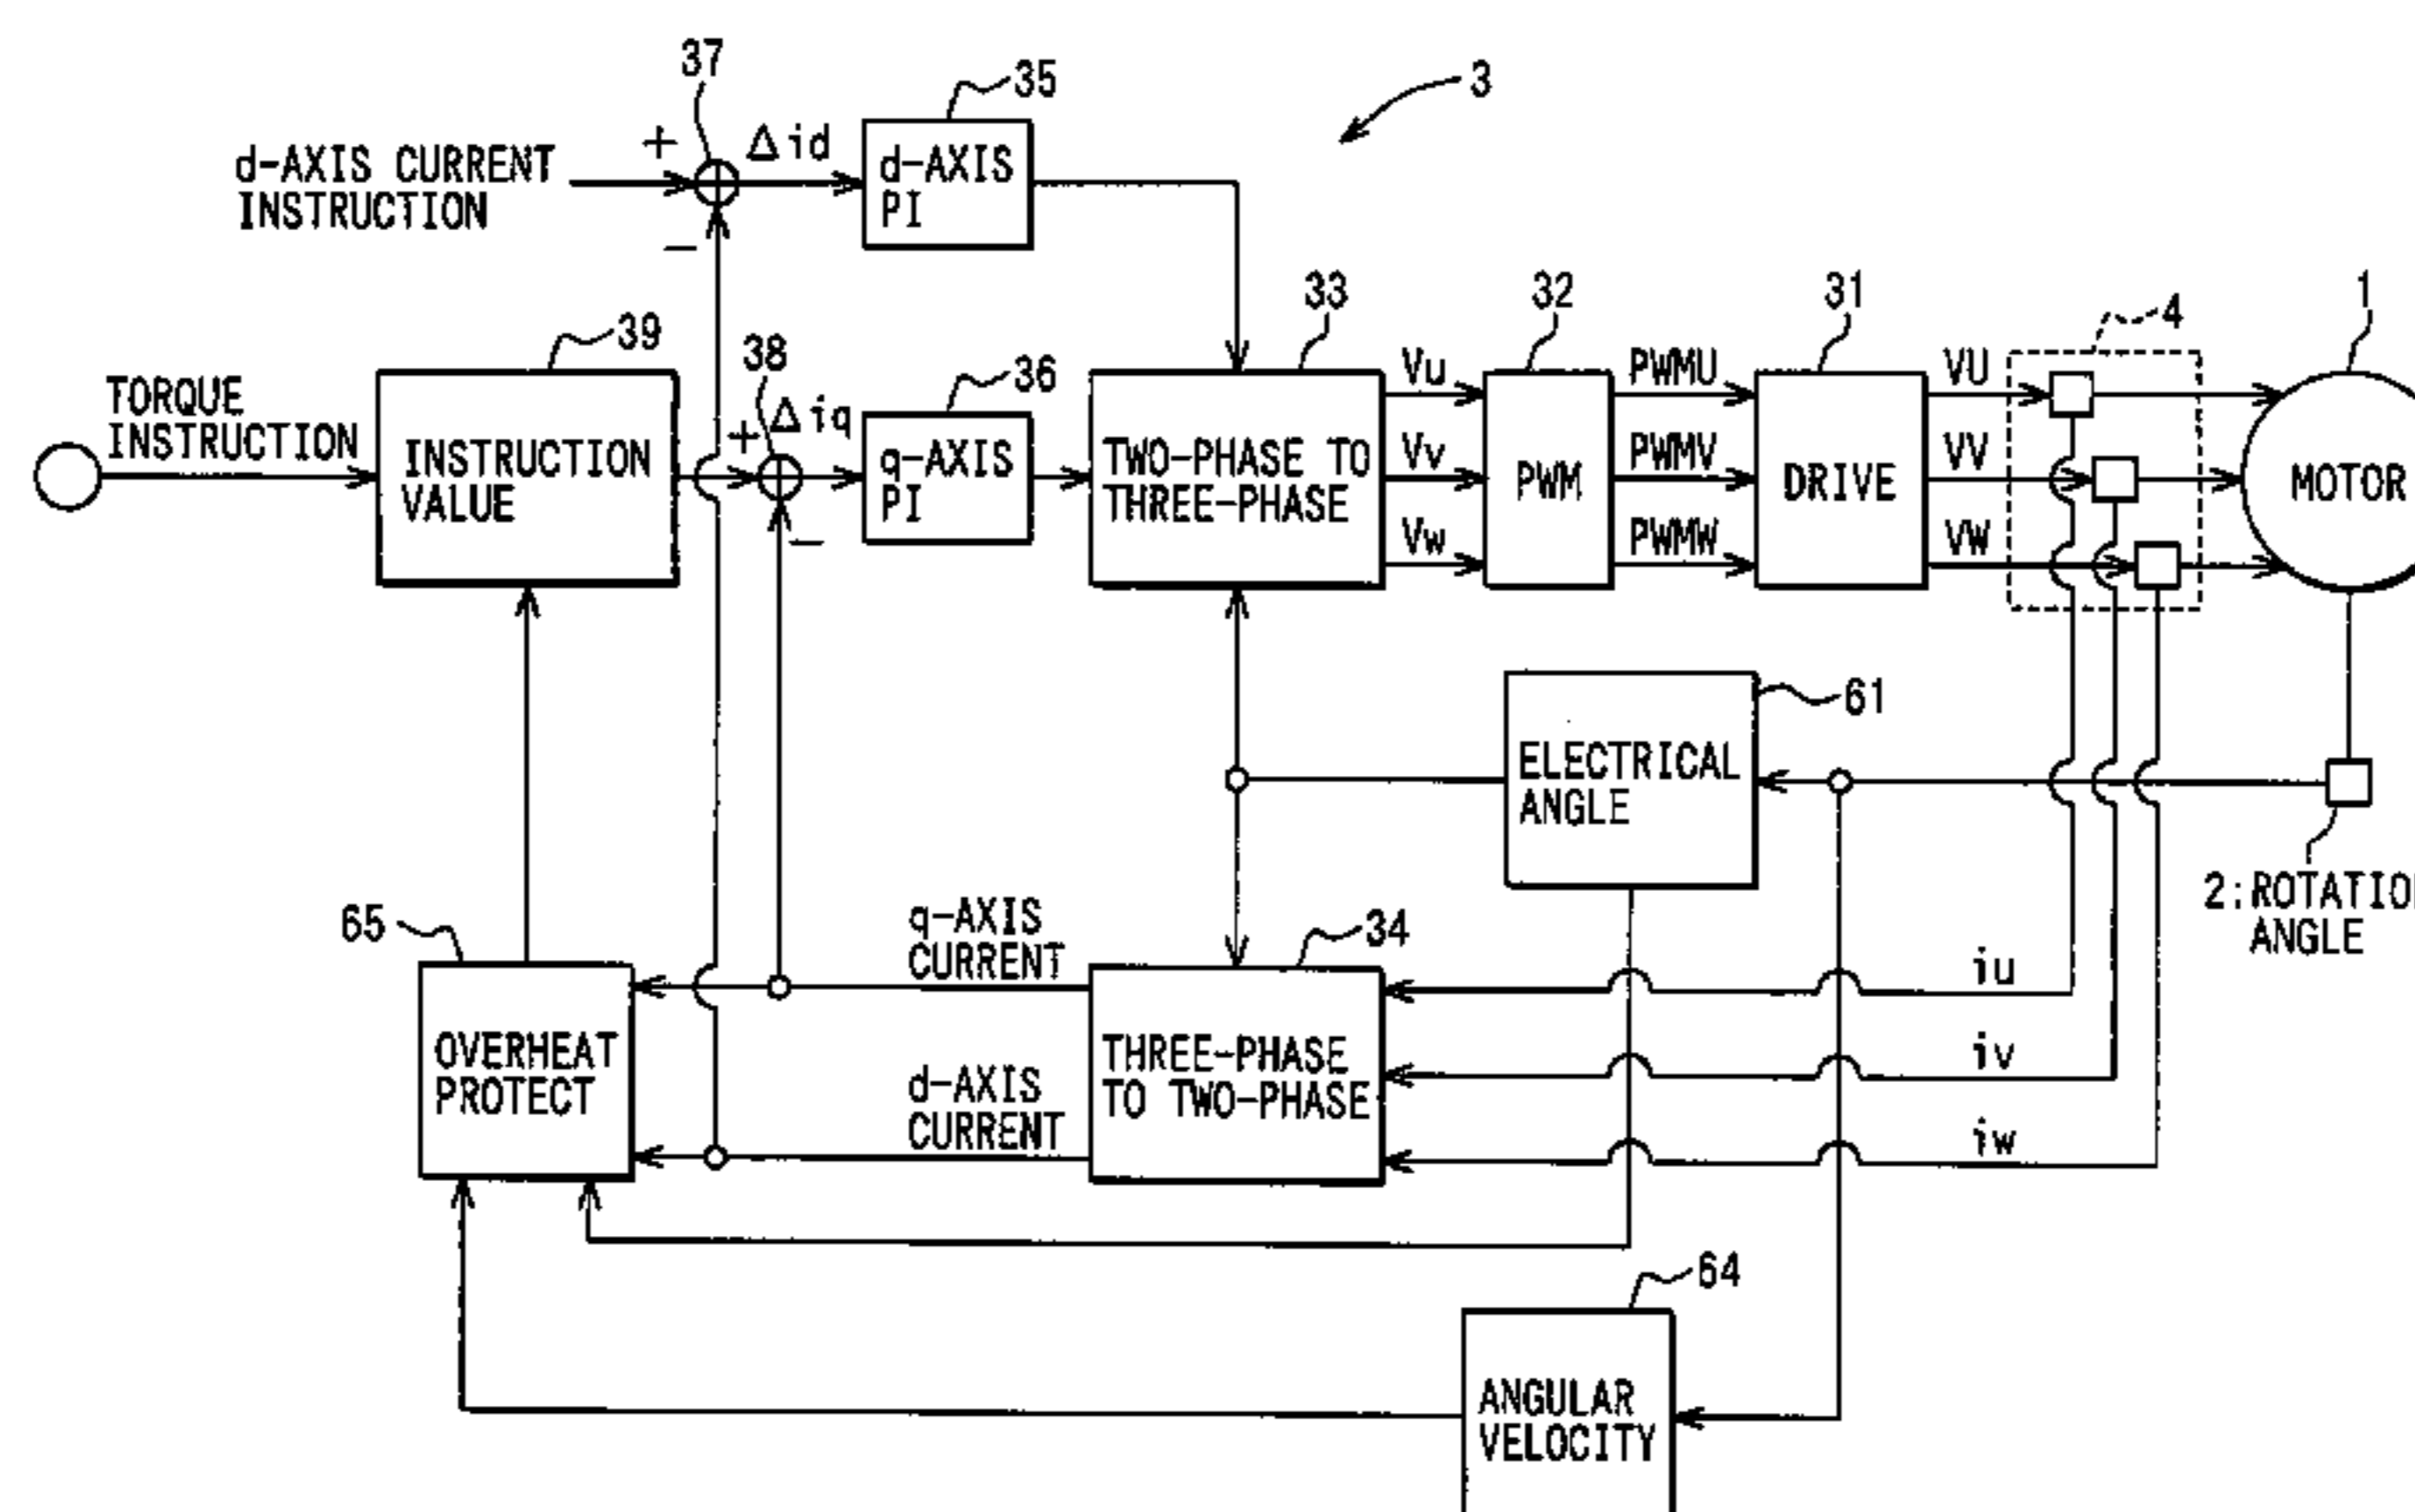 37
35
3
+
Δid
d-AXIS CURRENT
INSTRUCTION
d-AXIS
PI
−
33
32
31
4
1
39
38
36
TORQUE
INSTRUCTION
+
Δiq
Vu
PWMU
VU
INSTRUCTION
VALUE
q-AXIS
PI
TWO-PHASE TO
THREE-PHASE
Vv
PWM
PWMV
DRIVE
VV
MOTOR
−
Vw
PWMW
VW
61
ELECTRICAL
ANGLE
2:ROTATIO
ANGLE
65
q-AXIS
CURRENT
34
iu
OVERHEAT
PROTECT
THREE-PHASE
TO TWO-PHASE
iv
d-AXIS
CURRENT
iw
64
ANGULAR
VELOCITY